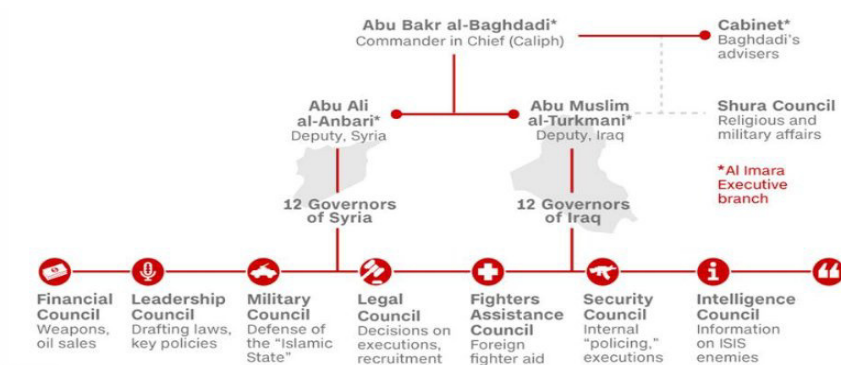 Abu Bakr al-Baghdadi*
Commander in Chief (Caliph)
Cabinet*
Baghdadi's
advisers
Abu Ali
al-Anbari*
Deputy, Syria
Abu Muslim
al-Turkmani*
Deputy, Iraq
Shura Council
Religious and
military affairs
*Al Imara
Executive
branch
12 Governors
of Syria
12 Governors
of Iraq
Financial
Council
Weapons,
oil sales
Leadership
Council
Drafting laws,
key policies
Military
Council
Defense of
the "Islamic
State"
Legal
Council
Decisions on
executions,
recruitment
Fighters
Assistance
Council
Foreign
fighter aid
Security
Council
Internal
"policing,"
executions
Intelligence
Council
Information
on ISIS
enemies